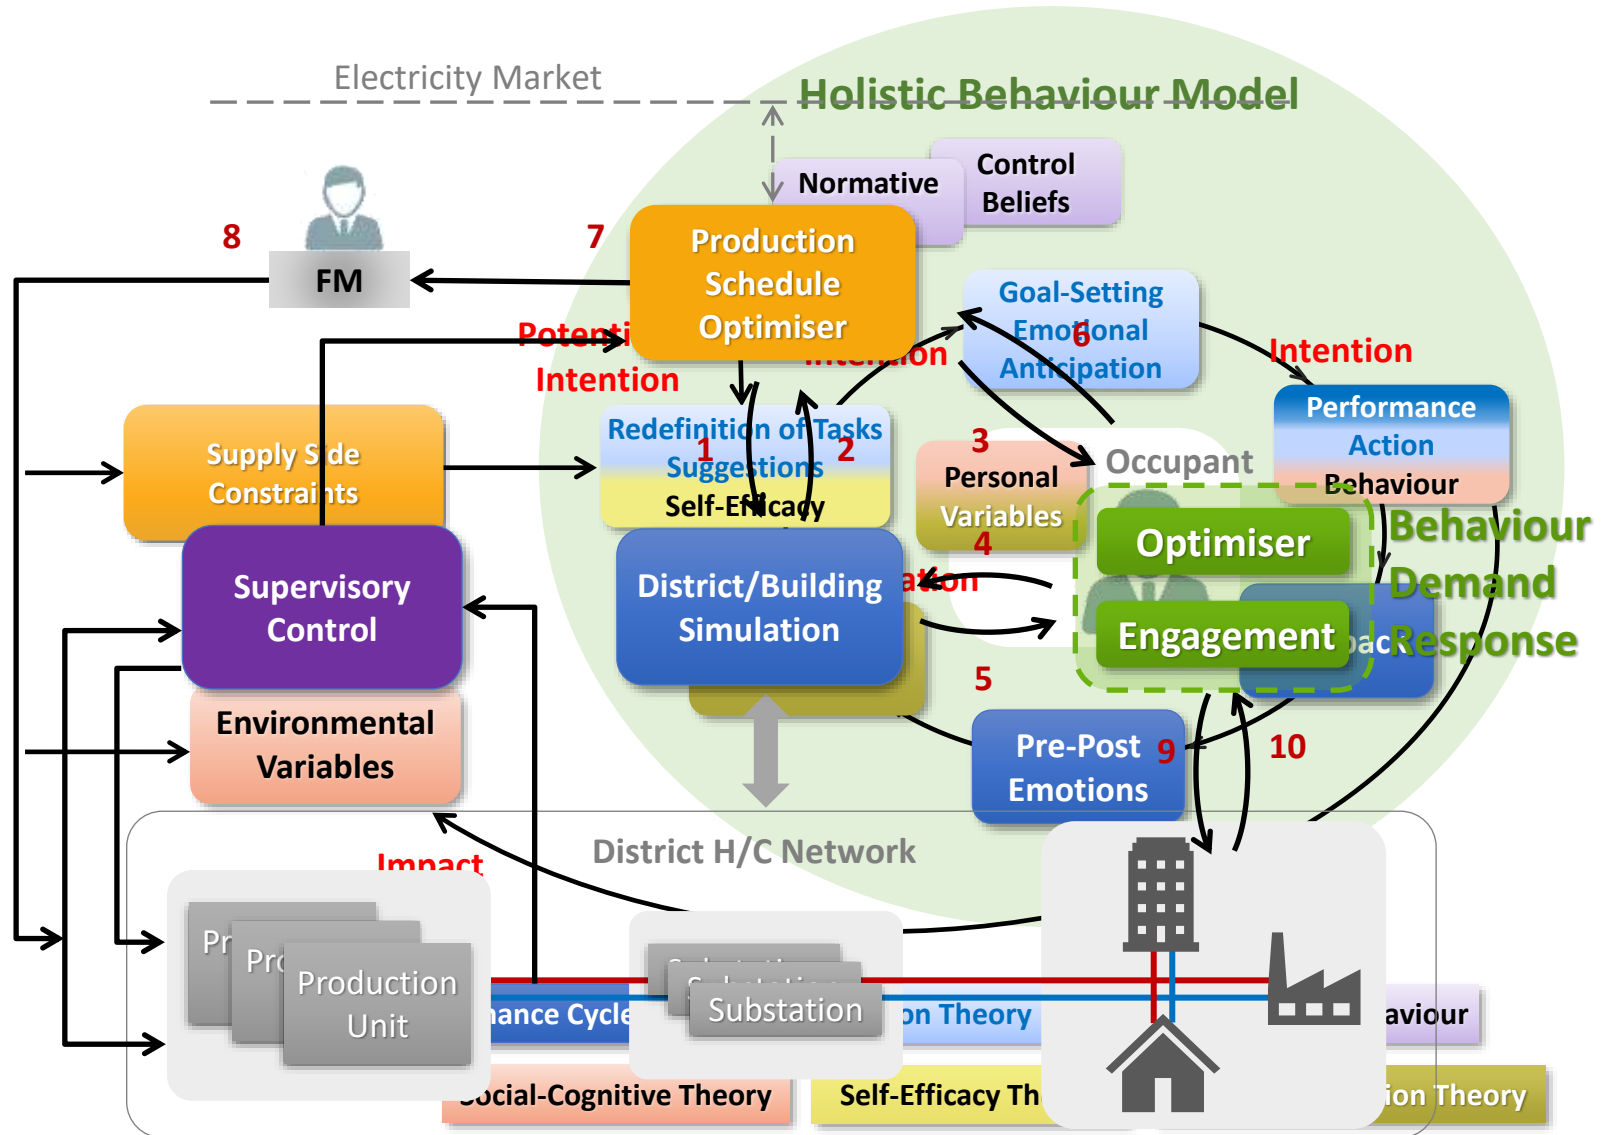 Electricity Market
Holistic Behaviour Model
Control
Beliefs
Normative
8
7
Production
Schedule
Optimiser
FM
Goal-Setting
Emotional
Anticipation
6
Intention
Intention
Performance
Action
Behaviour
Redefinition of Tasks
Suggestions
Self-Efficacy
1
2
3
Personal
Variables
4
Occupant
Supply Side
Constraints
Optimiser
Engagement
Behaviour
Demand
Response
Supervisory
Control
District/Building
Simulation
5
Environmental
Variables
Pre-Post
Emotions
9
10
District H/C Network
Impact
Production
Unit
Substation
Social-Cognitive Theory